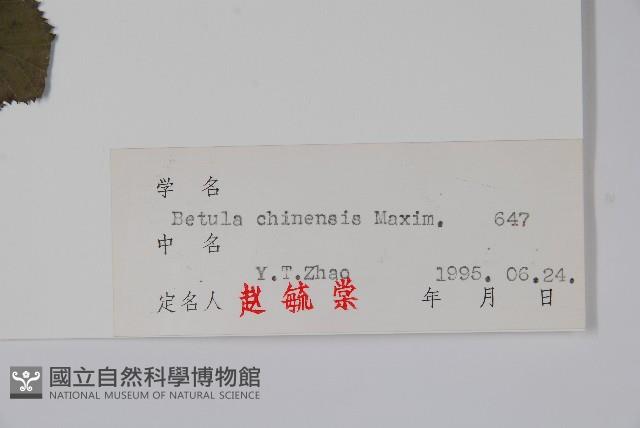 学 名
Betula chinensis Maxim. 647
中 名
Y.T.Zhao 1995. 06.24.
定名人 赵 毓 棠 年 月 日
國立自然科學博物館
NATIONAL MUSEUM OF NATURAL SCIENCE